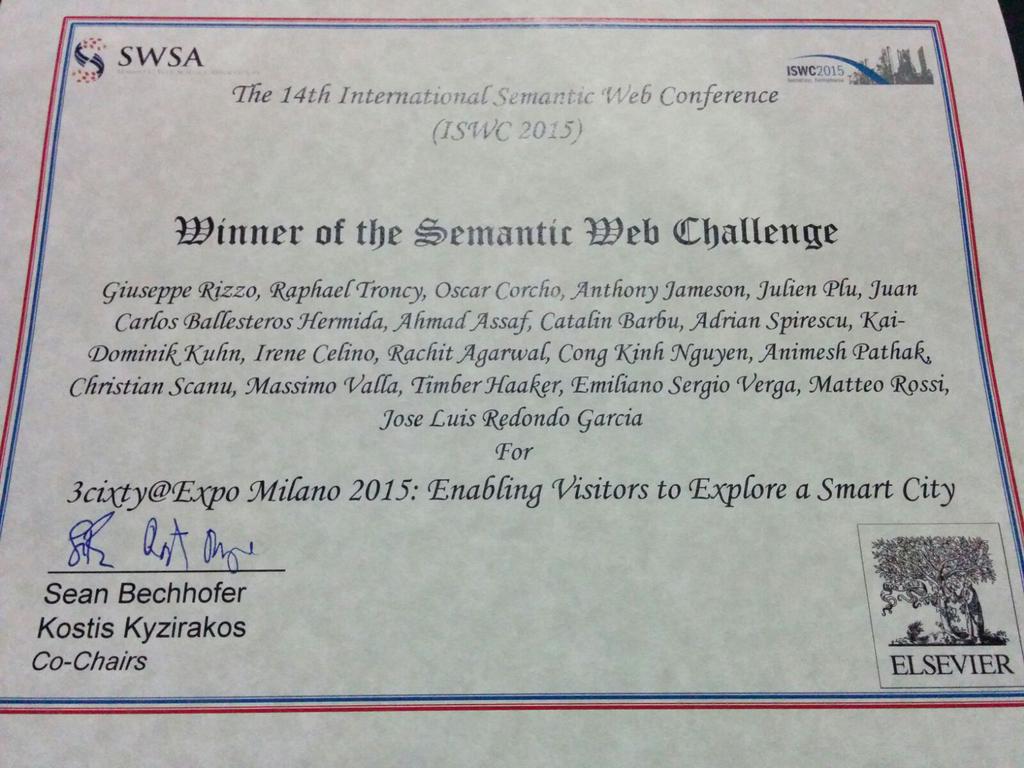 SWSA
ISWC2015
The 14th International Semantic Web Conference
(ISWC 2015)
Winner of the Semantic Web Challenge
Giuseppe Rizzo, Raphael Troncy, Oscar Corcho, Anthony Jameson, Julien Plu, Juan
Carlos Ballesteros Hermida, Ahmad Assaf, Catalin Barbu, Adrian Spirescu, Kai-
Dominik Kuhn, Irene Celino, Rachit Agarwal, Cong Kinh Nguyen, Animesh Pathak,
Christian Scanu, Massimo Valla, Timber Haaker, Emiliano Sergio Verga, Matteo Rossi,
Jose Luis Redondo Garcia
For
3cixty@Expo Milano 2015: Enabling Visitors to Explore a Smart City
Sean Bechhofer
Kostis Kyzirakos
Co-Chairs
ELSEVIER